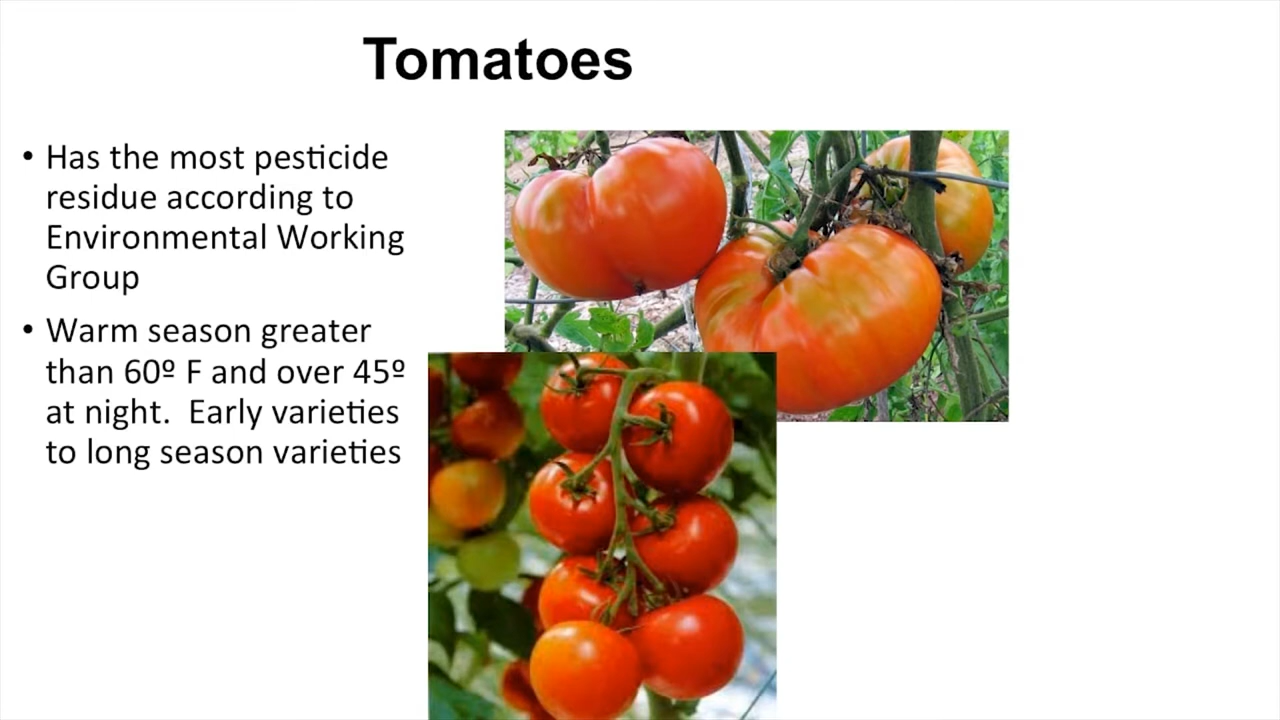 Tomatoes
• Has the most pesticide
residue according to
Environmental Working
Group
• Warm season greater
than 60º F and over 45º
at night.  Early varieties
to long season varieties